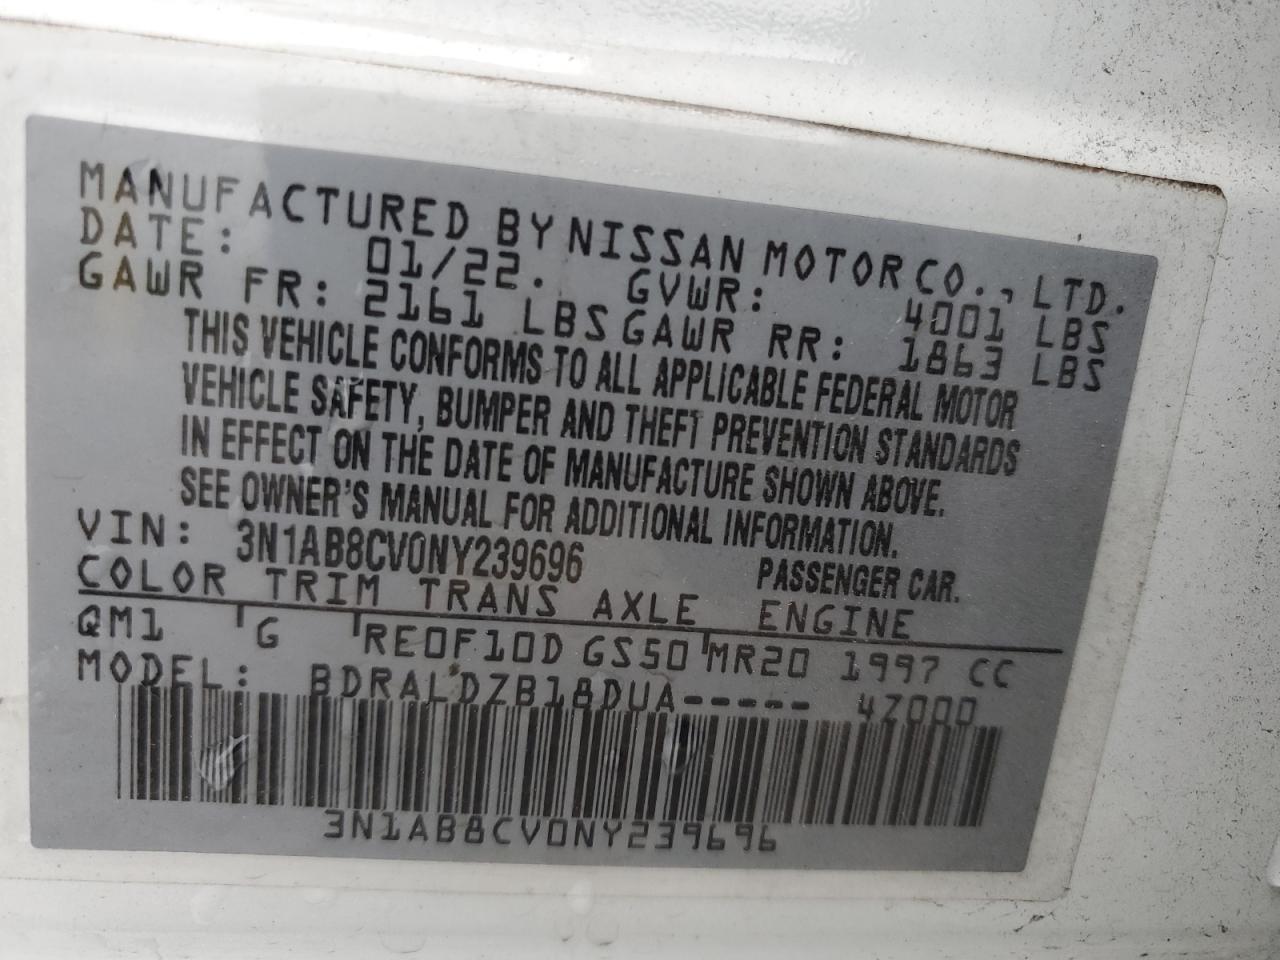 MANUFACTURED BY NISSAN MOTOR CO., LTD.
DATE: 01/22. GVWR: 4001 LBS
GAWR FR: 2161 LBS GAWR RR: 1863 LBS
THIS VEHICLE CONFORMS TO ALL APPLICABLE FEDERAL MOTOR
VEHICLE SAFETY, BUMPER AND THEFT PREVENTION STANDARDS
IN EFFECT ON THE DATE OF MANUFACTURE SHOWN ABOVE.
SEE OWNER'S MANUAL FOR ADDITIONAL INFORMATION.
VIN: 3N1AB8CV0NY239696 PASSENGER CAR.
COLOR TRIM TRANS AXLE ENGINE
QM1 G RE0F10D GS50 MR20 1997 CC
MODEL: BDRALDZB18DUA----- 4Z000
3N1AB8CV0NY239696